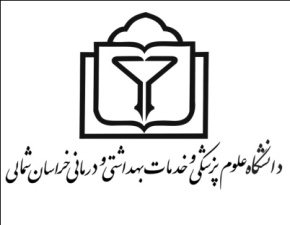 دانشگاه علوم پزشکی و خدمات بهداشتی و درمانی خراسان شمالی